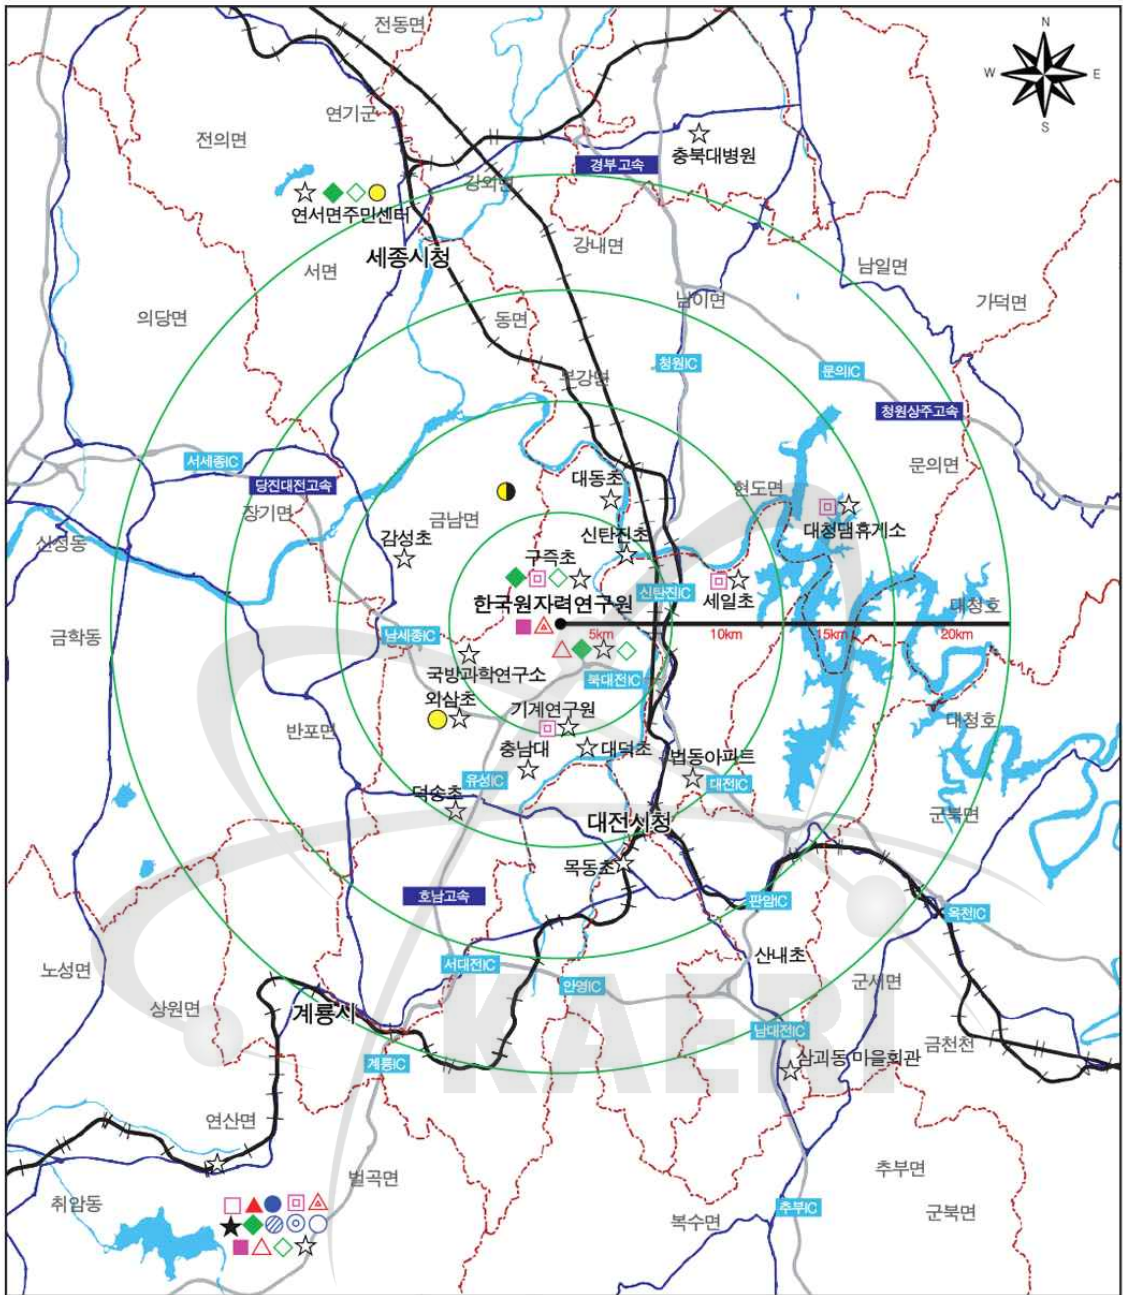 전동면
N
W
E
S
연기군
전의면
충북대병원
경부고속
강외면
연서면주민센터
강내면
세종시청
서면
남일면
남이면
가덕면
의당면
동면
청원IC
문의IC
부강면
청원상주고속
서세종IC
문의면
당진대전고속
대동초
현도면
장기면
금남면
대청댐휴게소
신성동
감성초
신탄진초
구즉초
신탄진IC
세일초
한국원자력연구원
대청호
금학동
남세종IC
5km
10km
15km
20km
국방과학연구소
북대전IC
외삼초
기계연구원
대청호
반포면
충남대
대덕초
법동아파트
유성IC
대전IC
덕송초
군북면
대전시청
목동초
호남고속
판암IC
옥천IC
산내초
노성면
서대전IC
군서면
안영IC
상원면
계룡시
KAERI
남대전IC
금천천
계룡IC
삼괴동 마을회관
연산면
추부면
벌곡면
취암동
추부IC
군북면
복수면